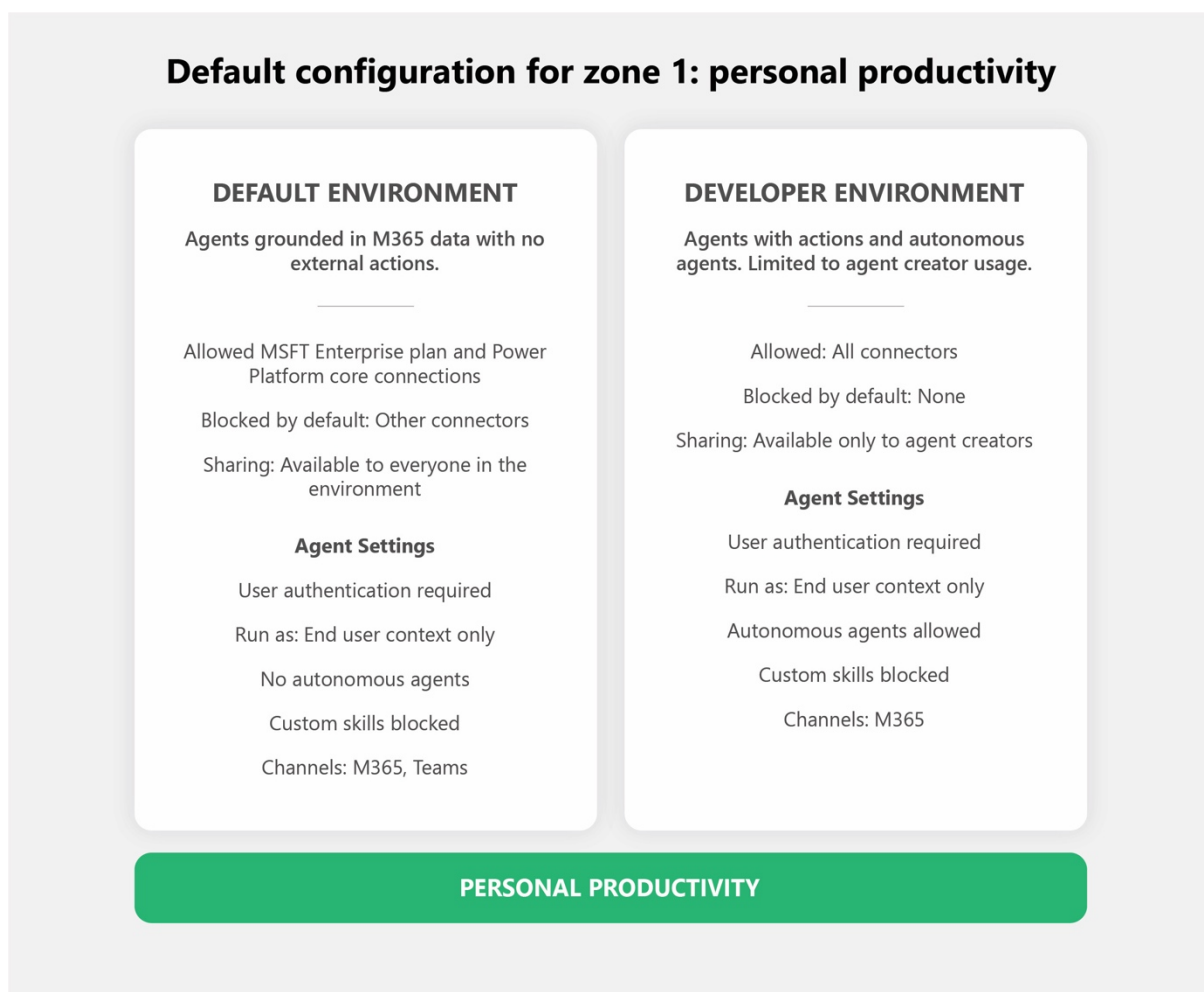 Default configuration for zone 1: personal productivity
DEFAULT ENVIRONMENT
Agents grounded in M365 data with no
external actions.
Allowed MSFT Enterprise plan and Power
Platform core connections
Blocked by default: Other connectors
Sharing: Available to everyone in the
environment
Agent Settings
User authentication required
Run as: End user context only
No autonomous agents
Custom skills blocked
Channels: M365, Teams
DEVELOPER ENVIRONMENT
Agents with actions and autonomous
agents. Limited to agent creator usage.
Allowed: All connectors
Blocked by default: None
Sharing: Available only to agent creators
Agent Settings
User authentication required
Run as: End user context only
Autonomous agents allowed
Custom skills blocked
Channels: M365
PERSONAL PRODUCTIVITY